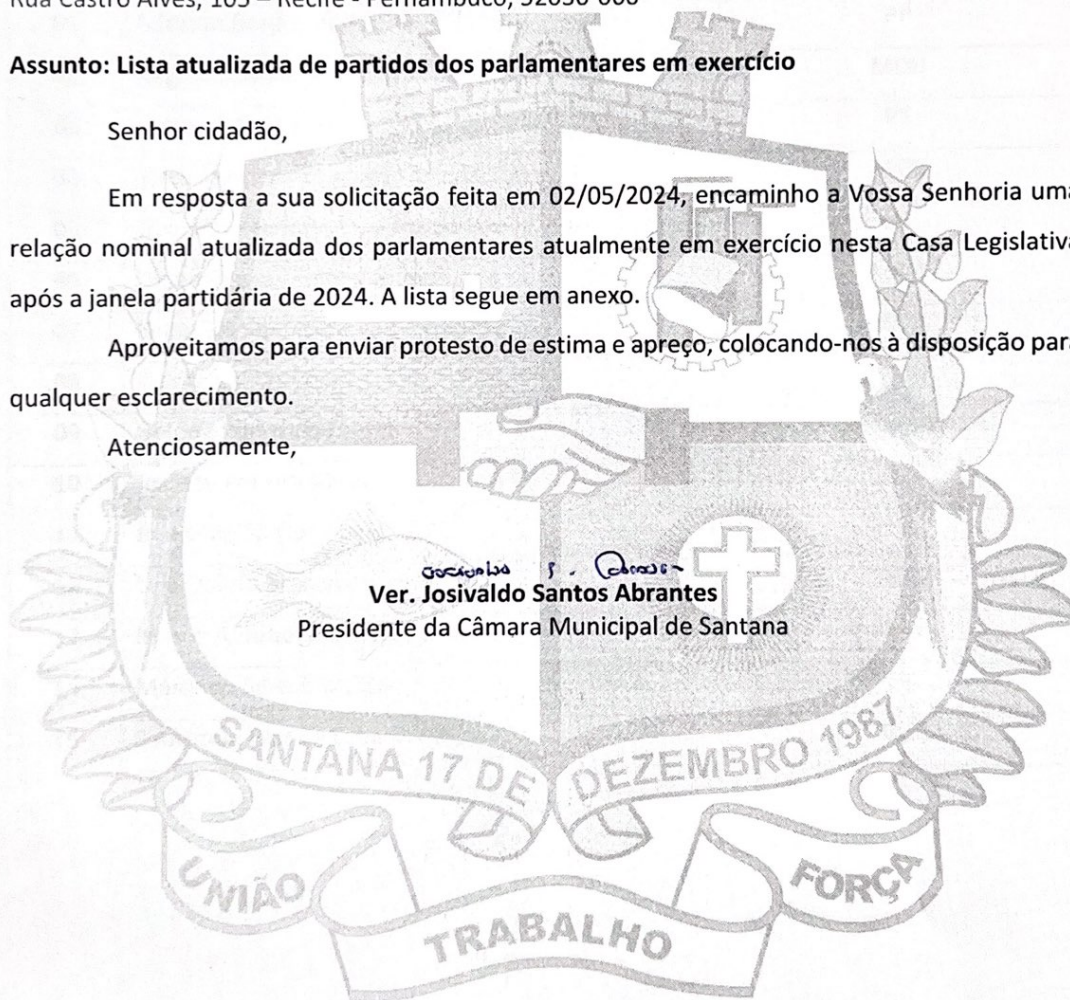 Assunto: Lista atualizada de partidos dos parlamentares em exercício
Senhor cidadão,
Em resposta a sua solicitação feita em 02/05/2024, encaminho a Vossa Senhoria uma
relação nominal atualizada dos parlamentares atualmente em exercício nesta Casa Legislativa
após a janela partidária de 2024. A lista segue em anexo.
Aproveitamos para enviar protesto de estima e apreço, colocando-nos à disposição par
qualquer esclarecimento.
Atenciosamente,
Ver. Josivaldo Santos Abrantes
Presidente da Câmara Municipal de Santana
SANTANA 17 DE DEZEMBRO 1987
UNIÃO TRABALHO FORÇA